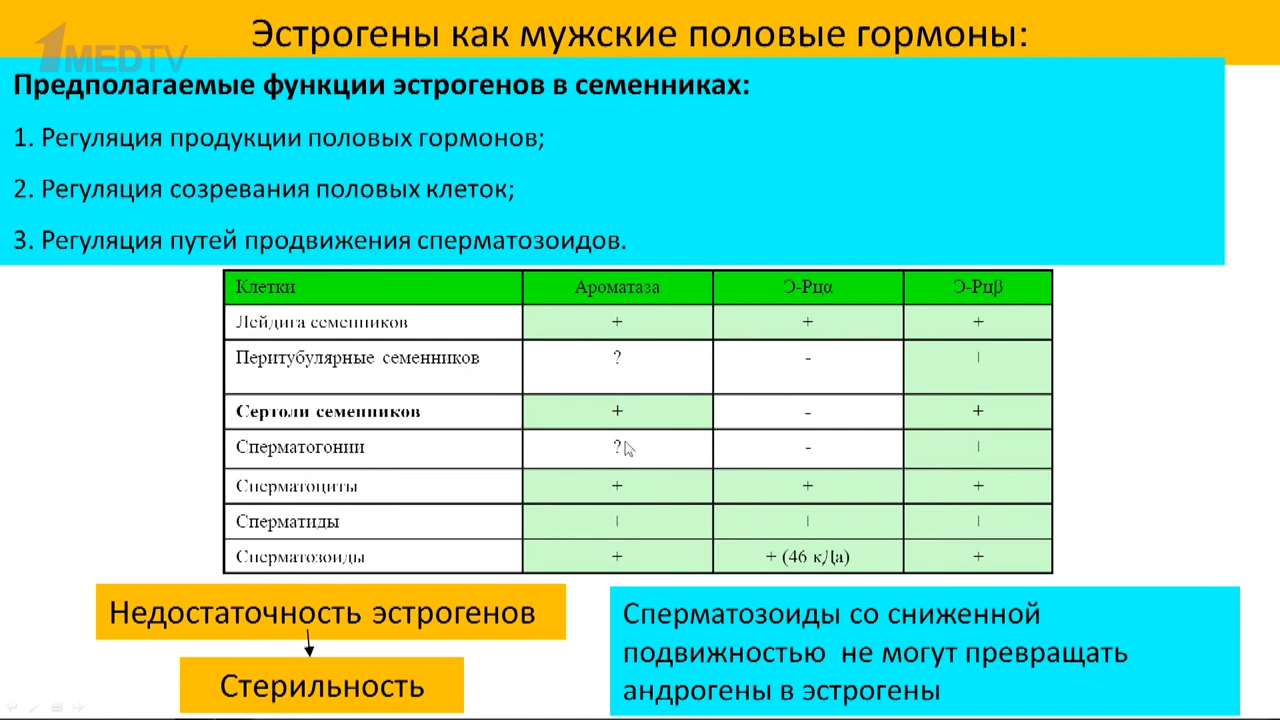 1MEDTV
Эстрогены как мужские половые гормоны:
Предполагаемые функции эстрогенов в семенниках:
1. Регуляция продукции половых гормонов;
2. Регуляция созревания половых клеток;
3. Регуляция путей продвижения сперматозоидов.
Клетки Ароматаза Э-Рцα Э-Рцβ
Лейдига семенников + + +
Перитубулярные семенников ? - +
Сертоли семенников + - +
Сперматогонии ? - +
Сперматоциты + + +
Сперматиды + + +
Сперматозоиды + + (46 кДа) +
Недостаточность эстрогенов
Стерильность
Сперматозоиды со сниженной
подвижностью не могут превращать
андрогены в эстрогены